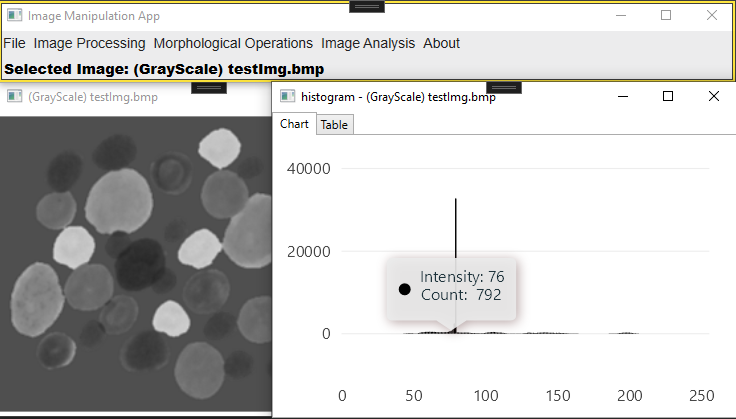 Image Manipulation App
File Image Processing Morphological Operations Image Analysis About
Selected Image: (GrayScale) testImg.bmp
(GrayScale) testImg.bmp
histogram - (GrayScale) testImg.bmp
Chart Table
40000
20000
Intensity: 76
Count: 792
0
0 50 100 150 200 250